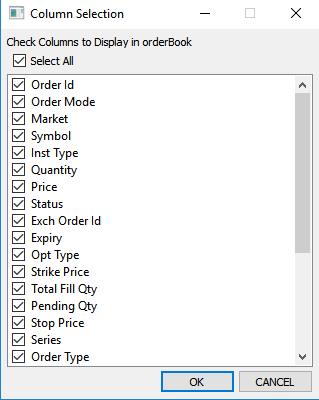 Column Selection
Check Columns to Display in orderBook
Select All
Order Id
Order Mode
Market
Symbol
Inst Type
Quantity
Price
Status
Exch Order Id
Expiry
Opt Type
Strike Price
Total Fill Qty
Pending Qty
Stop Price
Series
Order Type
OK
CANCEL